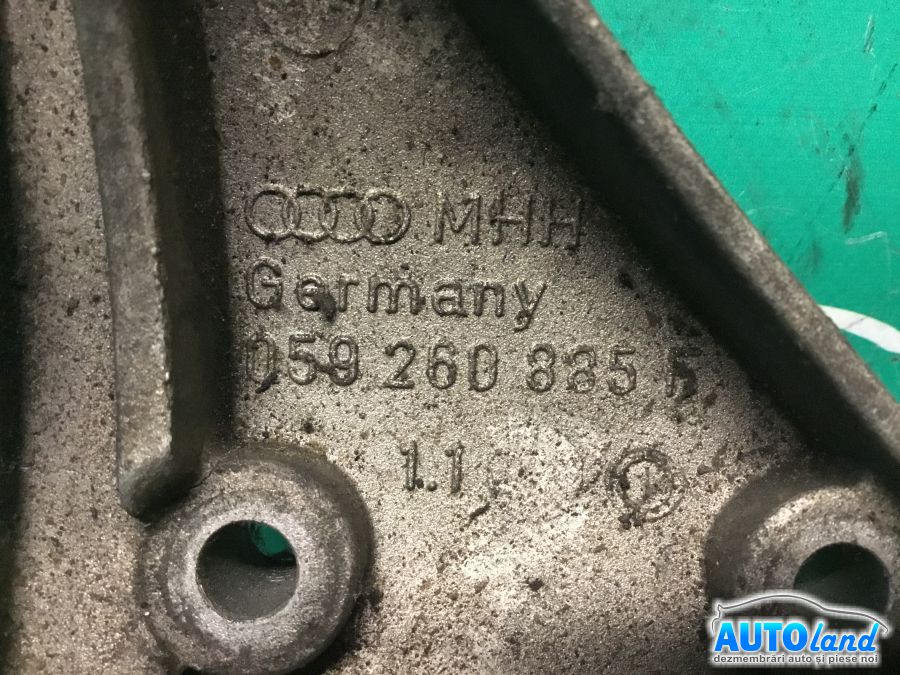 MHH
Germany
059 260 885 F
1.1
AUTOland
dezmembrări auto și piese noi